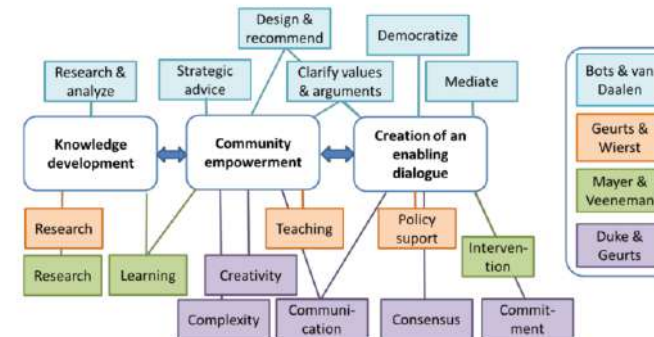 Design &
recommend
Democratize
Research &
analyze
Strategic
advice
Clarify values
& arguments
Mediate
Knowledge
development
Community
empowerment
Creation of an
enabling
dialogue
Research
Teaching
Policy
suport
Research
Learning
Creativity
Interven-
tion
Complexity
Communi-
cation
Consensus
Commit-
ment
Bots & van
Daalen
Geurts &
Wierst
Mayer &
Veeneman
Duke &
Geurts